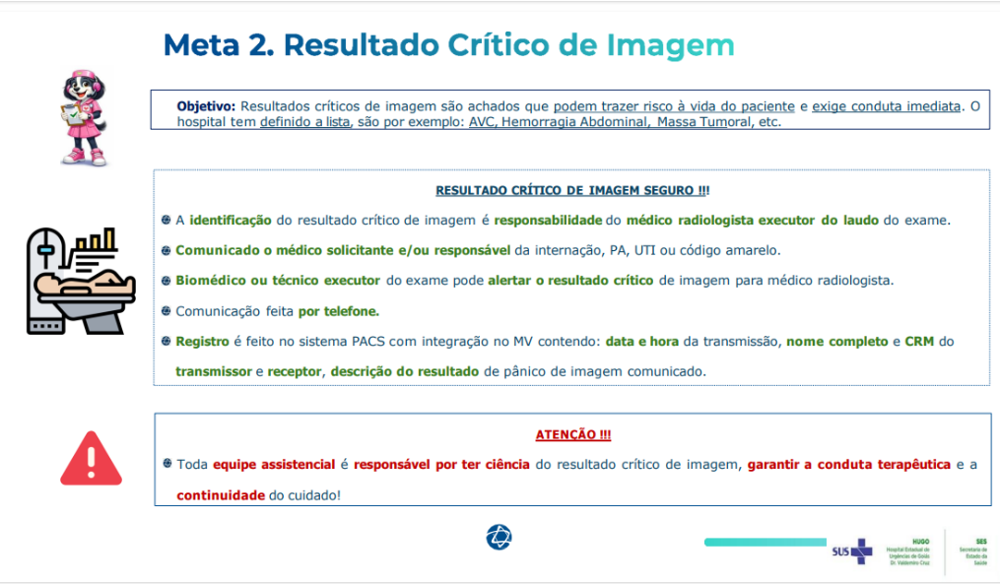 Meta 2. Resultado Crítico de Imagem
Objetivo: Resultados críticos de imagem são achados que podem trazer risco à vida do paciente e exige conduta imediata. O
hospital tem definido a lista, são por exemplo: AVC, Hemorragia Abdominal, Massa Tumoral, etc.
RESULTADO CRÍTICO DE IMAGEM SEGURO !!!
A identificação do resultado crítico de imagem é responsabilidade do médico radiologista executor do laudo do exame.
Comunicado o médico solicitante e/ou responsável da internação, PA, UTI ou código amarelo.
Biomédico ou técnico executor do exame pode alertar o resultado crítico de imagem para médico radiologista.
Comunicação feita por telefone.
Registro é feito no sistema PACS com integração no MV contendo: data e hora da transmissão, nome completo e CRM do
transmissor e receptor, descrição do resultado de pânico de imagem comunicado.
ATENÇÃO !!!
Toda equipe assistencial é responsável por ter ciência do resultado crítico de imagem, garantir a conduta terapêutica e a
continuidade do cuidado!
SUS
HUGO
Hospital Estadual de
Urgências de Goiás
Dr. Valdemiro Cruz
SES
Secretaria de
Estado da
Saúde